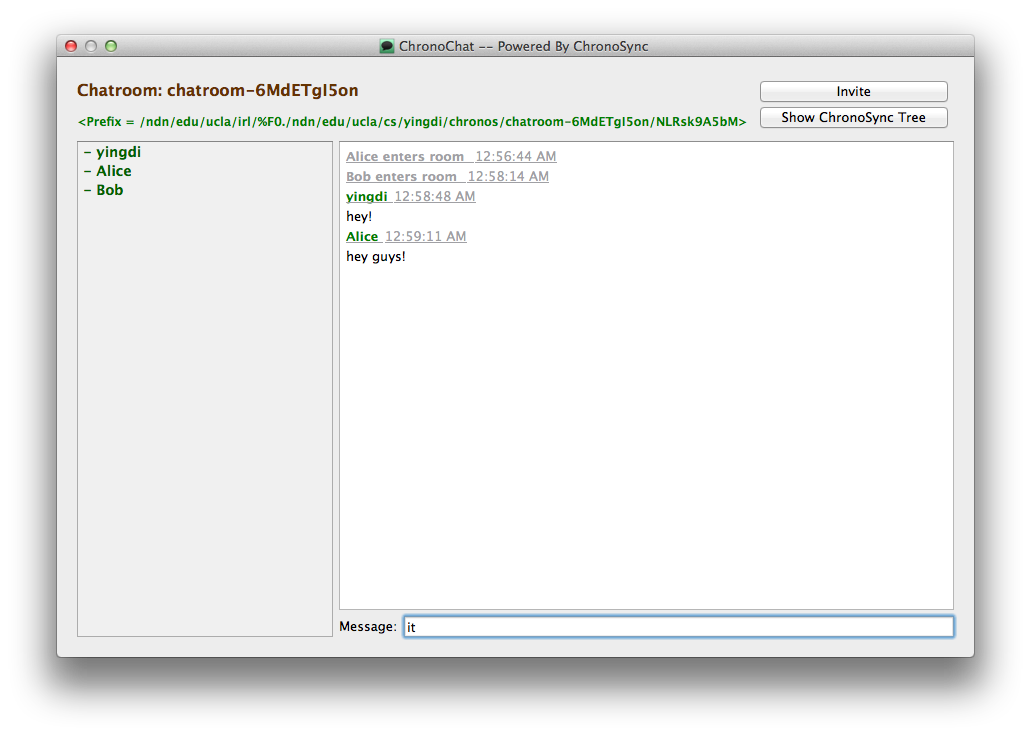 ChronoChat -- Powered By ChronoSync
Chatroom: chatroom-6MdETgI5on
Invite
<Prefix = /ndn/edu/ucla/irl/%F0./ndn/edu/ucla/cs/yingdi/chronos/chatroom-6MdETgI5on/NLRsk9A5bM>
Show ChronoSync Tree
- yingdi
- Alice
- Bob
Alice enters room 12:56:44 AM
Bob enters room 12:58:14 AM
yingdi 12:58:48 AM
hey!
Alice 12:59:11 AM
hey guys!
Message: it